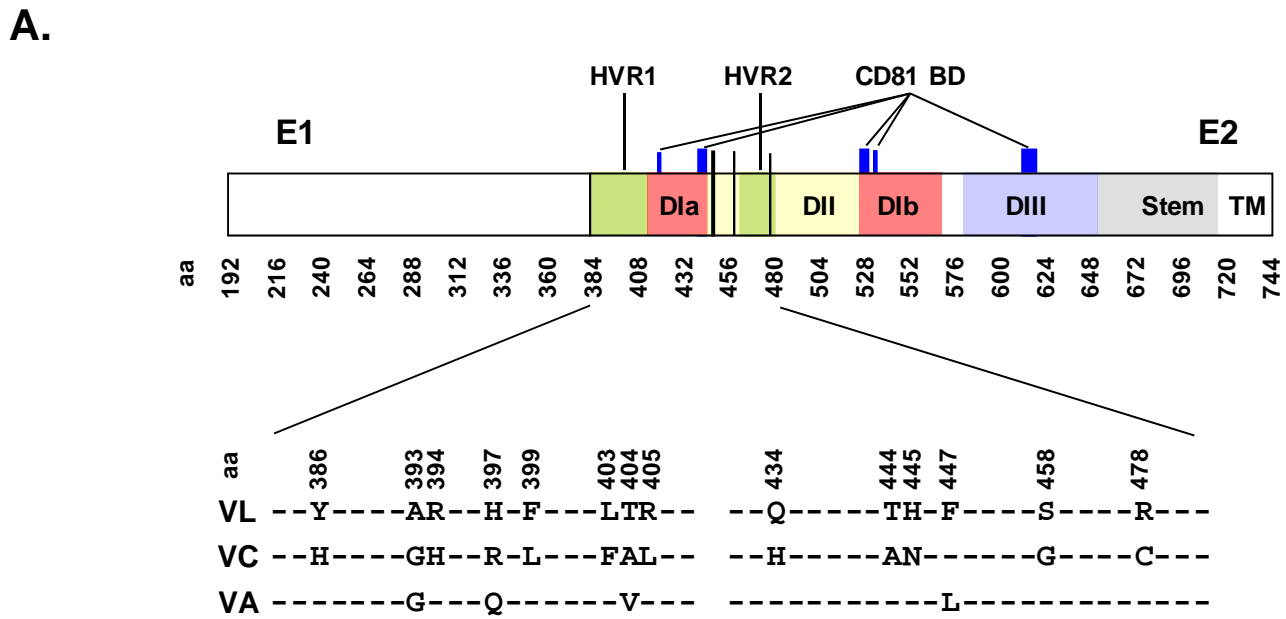 A.
HVR1 HVR2 CD81 BD
E1 E2
DIa DII DIb DIII Stem TM
aa 192 216 240 264 288 312 336 360 384 408 432 456 480 504 528 552 576 600 624 648 672 696 720 744
aa 386 393 394 397 399 403 404 405 434 444 445 447 458 478
VL --Y----AR--H-F---LTR-- --Q-----TH-F----S----R---
VC --H----GH--R-L---FAL-- --H-----AN------G----C---
VA -------G---Q------V--- -----------L-------------